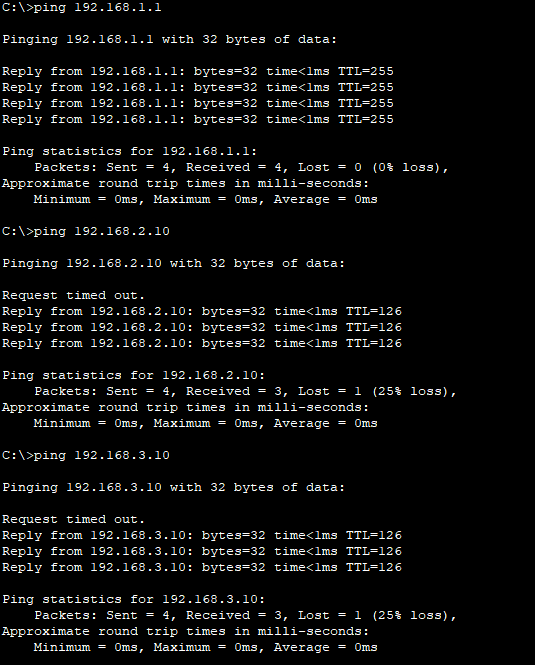 C:\>ping 192.168.1.1

Pinging 192.168.1.1 with 32 bytes of data:

Reply from 192.168.1.1: bytes=32 time<1ms TTL=255
Reply from 192.168.1.1: bytes=32 time<1ms TTL=255
Reply from 192.168.1.1: bytes=32 time<1ms TTL=255
Reply from 192.168.1.1: bytes=32 time<1ms TTL=255

Ping statistics for 192.168.1.1:
    Packets: Sent = 4, Received = 4, Lost = 0 (0% loss),
Approximate round trip times in milli-seconds:
    Minimum = 0ms, Maximum = 0ms, Average = 0ms

C:\>ping 192.168.2.10

Pinging 192.168.2.10 with 32 bytes of data:

Request timed out.
Reply from 192.168.2.10: bytes=32 time<1ms TTL=126
Reply from 192.168.2.10: bytes=32 time<1ms TTL=126
Reply from 192.168.2.10: bytes=32 time<1ms TTL=126

Ping statistics for 192.168.2.10:
    Packets: Sent = 4, Received = 3, Lost = 1 (25% loss),
Approximate round trip times in milli-seconds:
    Minimum = 0ms, Maximum = 0ms, Average = 0ms

C:\>ping 192.168.3.10

Pinging 192.168.3.10 with 32 bytes of data:

Request timed out.
Reply from 192.168.3.10: bytes=32 time<1ms TTL=126
Reply from 192.168.3.10: bytes=32 time<1ms TTL=126
Reply from 192.168.3.10: bytes=32 time<1ms TTL=126

Ping statistics for 192.168.3.10:
    Packets: Sent = 4, Received = 3, Lost = 1 (25% loss),
Approximate round trip times in milli-seconds:
    Minimum = 0ms, Maximum = 0ms, Average = 0ms